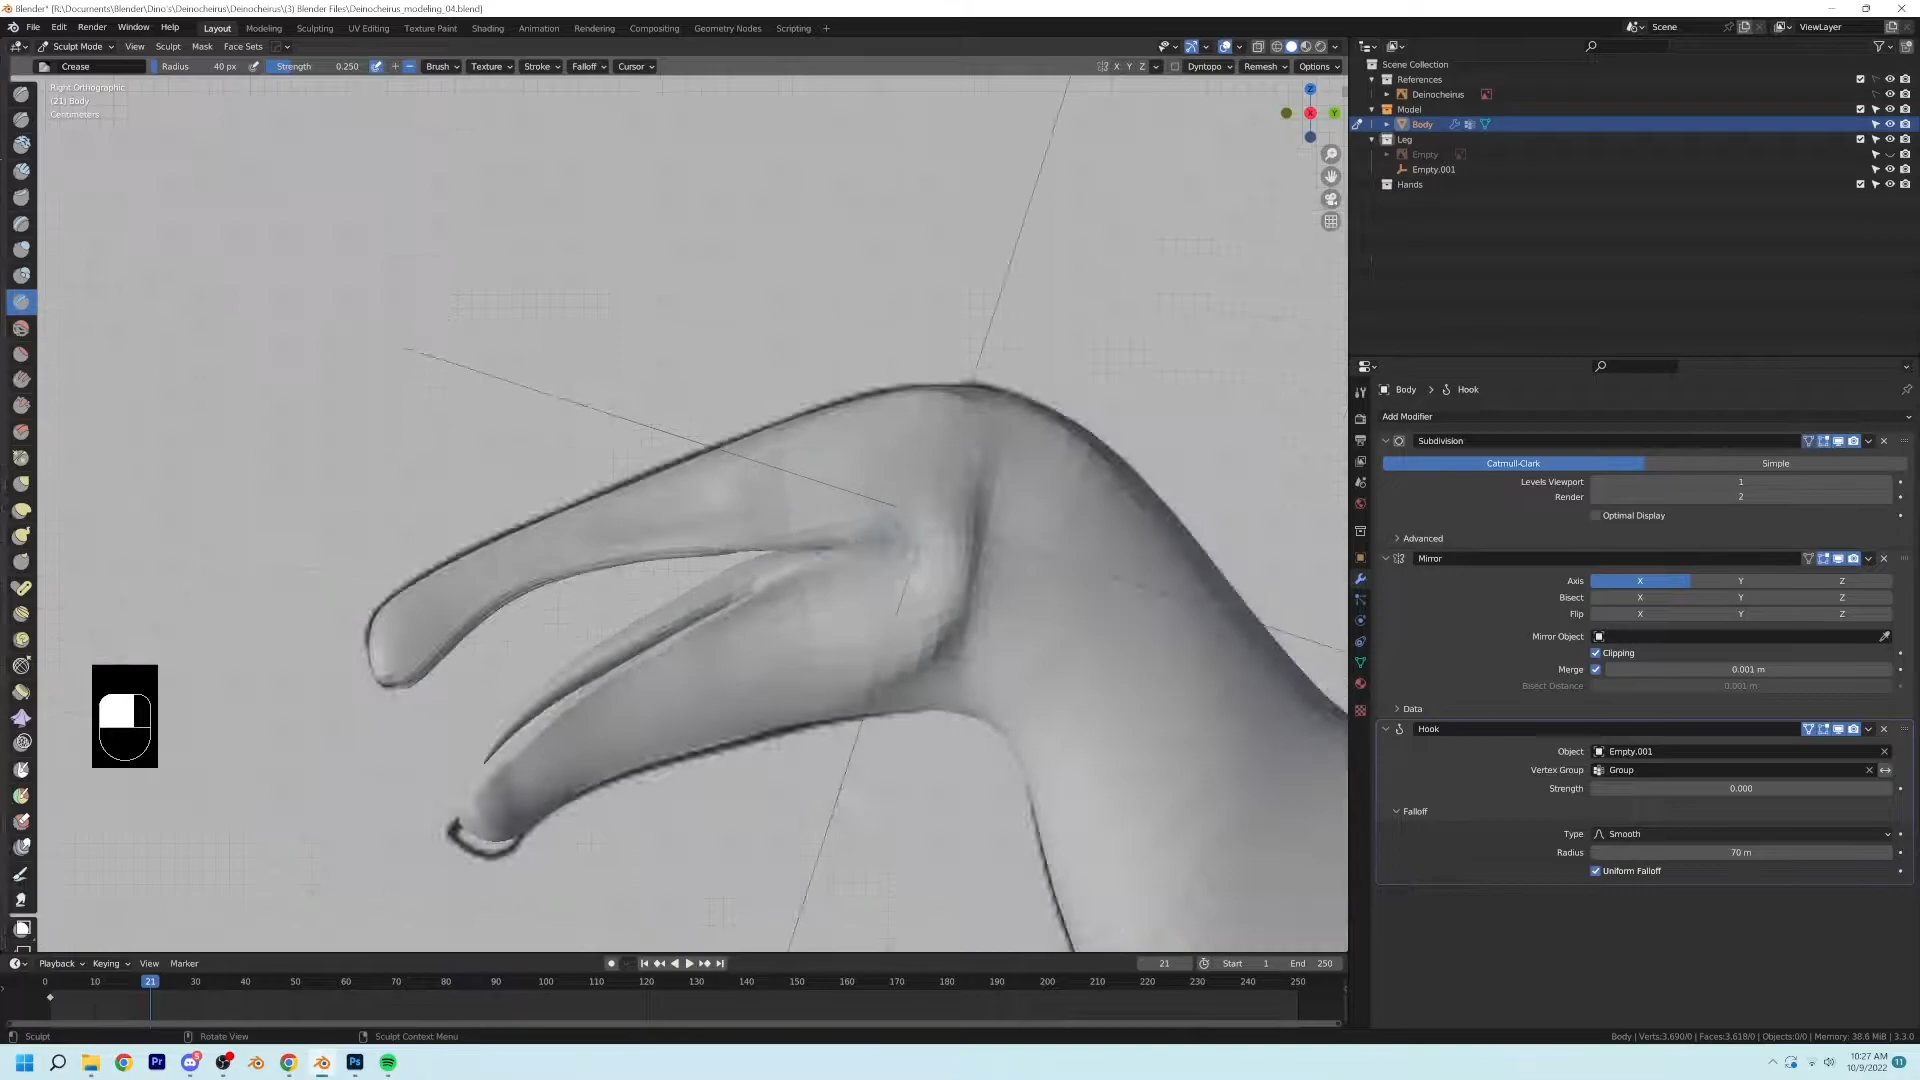 Blender* [R:\Documents\Blender\Dino's\Deinocheirus\Deinocheirus\(3) Blender Files\Deinocheirus_modeling_04.blend]
File Edit Render Window Help Layout Modeling Sculpting UV Editing Texture Paint Shading Animation Rendering Compositing Geometry Nodes Scripting + Scene ViewLayer
Sculpt Mode View Sculpt Mask Face Sets
Crease Radius 40 px Strength 0.250 Brush Texture Stroke Falloff Cursor X Y Z Dyntopo Remesh Options
Right Orthographic
(21) Body
Centimeters
Z
X
Y
Scene Collection
References
Deinocheirus
Model
Body
Leg
Empty
Empty.001
Hands
Body > Hook
Add Modifier
Subdivision
Catmull-Clark Simple
Levels Viewport 1
Render 2
Optimal Display
Advanced
Mirror
Axis X Y Z
Bisect X Y Z
Flip X Y Z
Mirror Object
Clipping
Merge 0.001 m
Bisect Distance 0.001 m
Data
Hook
Object Empty.001
Vertex Group Group
Strength 0.000
Falloff
Type Smooth
Radius 70 m
Uniform Falloff
Playback Keying View Marker 21 Start 1 End 250
0 10 21 30 40 50 60 70 80 90 100 110 120 130 140 150 160 170 180 190 200 210 220 230 240 250
Sculpt Rotate View Sculpt Context Menu Body | Verts:3.690/0 | Faces:3.618/0 | Objects:0/0 | Memory: 38.6 MiB | 3.3.0
Pr 5 Ps 10:27 AM 11
10/9/2022